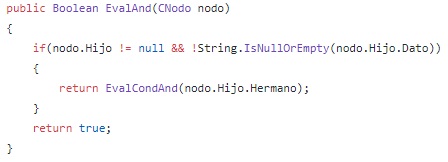 public Boolean EvalAnd(CNodo nodo)
{
    if(nodo.Hijo != null && !String.IsNullOrEmpty(nodo.Hijo.Dato))
    {
        return EvalCondAnd(nodo.Hijo.Hermano);
    }
    return true;
}